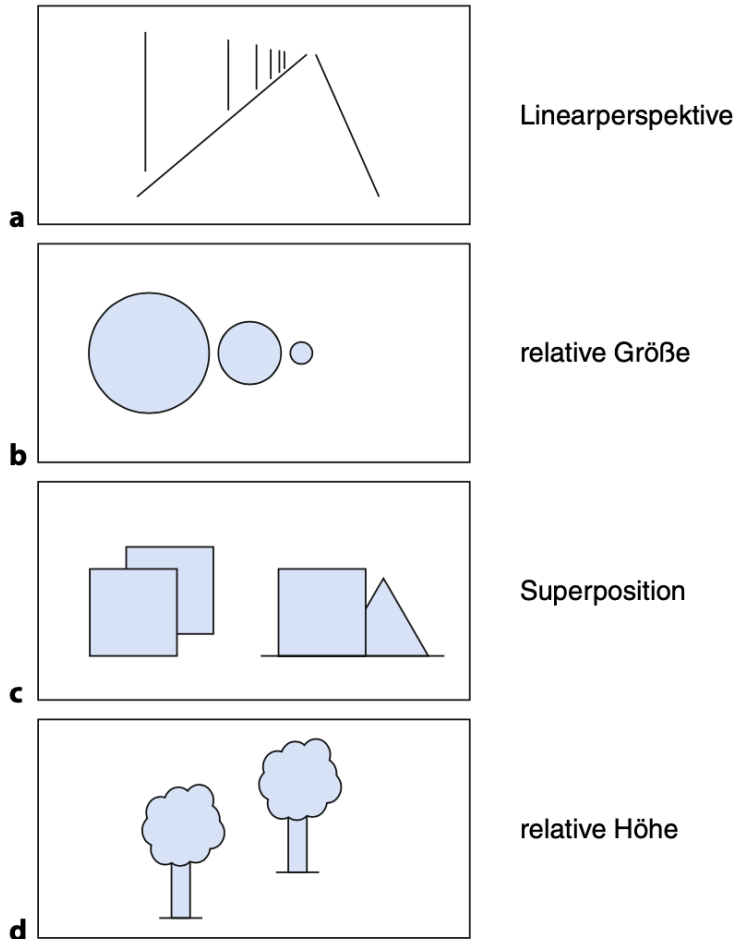 a
Linearperspektive
b
relative Größe
c
Superposition
d
relative Höhe